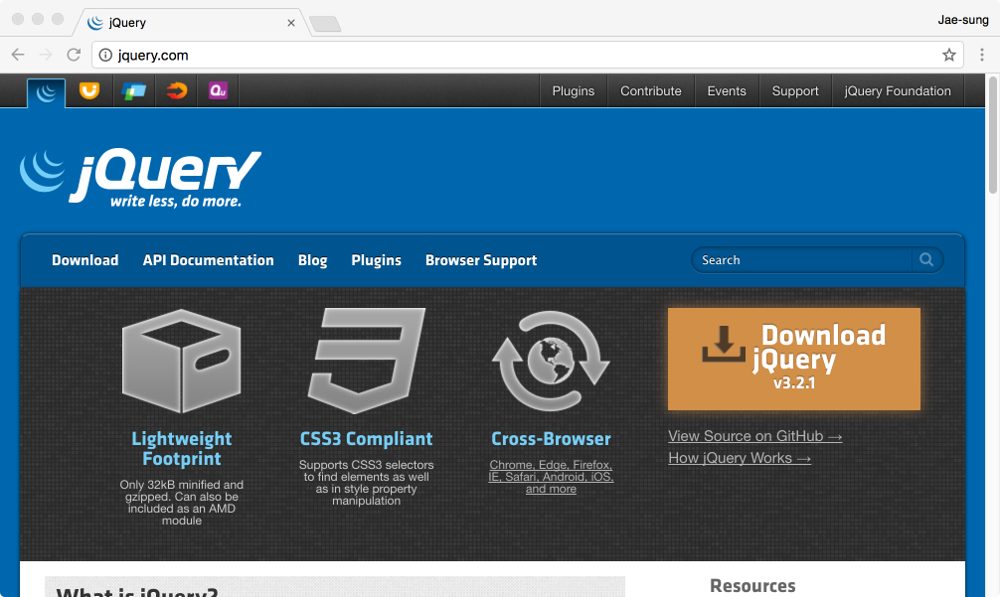 jQuery
Jae-sung
jquery.com
Qu
Plugins
Contribute
Events
Support
jQuery Foundation
jQuery
write less, do more.
Download
API Documentation
Blog
Plugins
Browser Support
Search
Lightweight
Footprint
Only 32kB minified and
gzipped. Can also be
included as an AMD
module
CSS3 Compliant
Supports CSS3 selectors
to find elements as well
as in style property
manipulation
Cross-Browser
Chrome, Edge, Firefox,
IE, Safari, Android, iOS,
and more
Download
jQuery
v3.2.1
View Source on GitHub →
How jQuery Works →
What is jQuery?
Resources